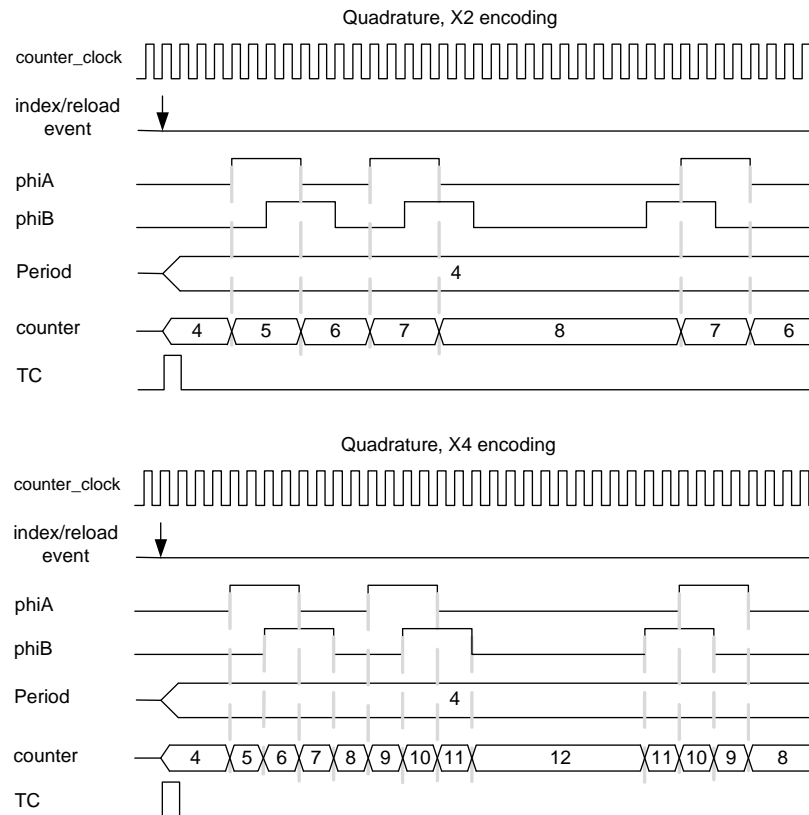 Quadrature, X2 encoding
counter_clock
index/reload
event
phiA
phiB
Period
4
counter
4 5 6 7 8 7 6
TC
Quadrature, X4 encoding
counter_clock
index/reload
event
phiA
phiB
Period
4
counter
4 5 6 7 8 9 10 11 12 11 10 9 8
TC